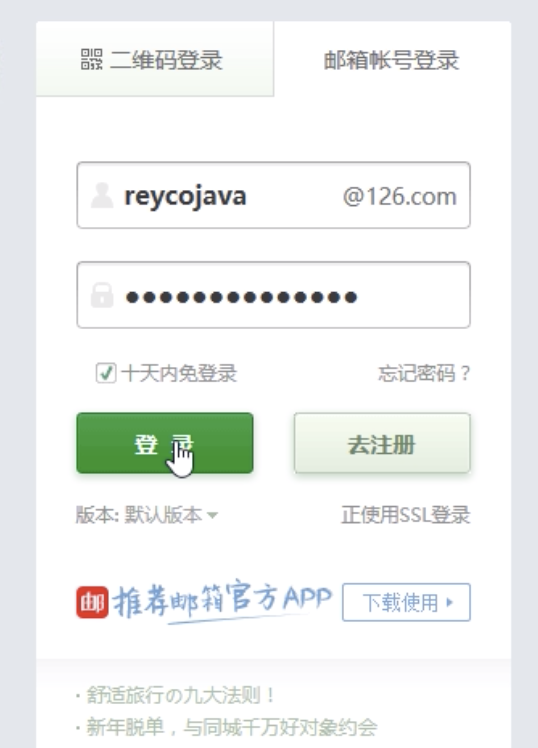 二维码登录 邮箱帐号登录
reycojava @126.com
●●●●●●●●●●●●●●
十天内免登录 忘记密码？
登录 去注册
版本: 默认版本 正使用SSL登录
邮 推荐邮箱官方APP 下载使用
· 舒适旅行の九大法则！
· 新年脱单，与同城千万好对象约会